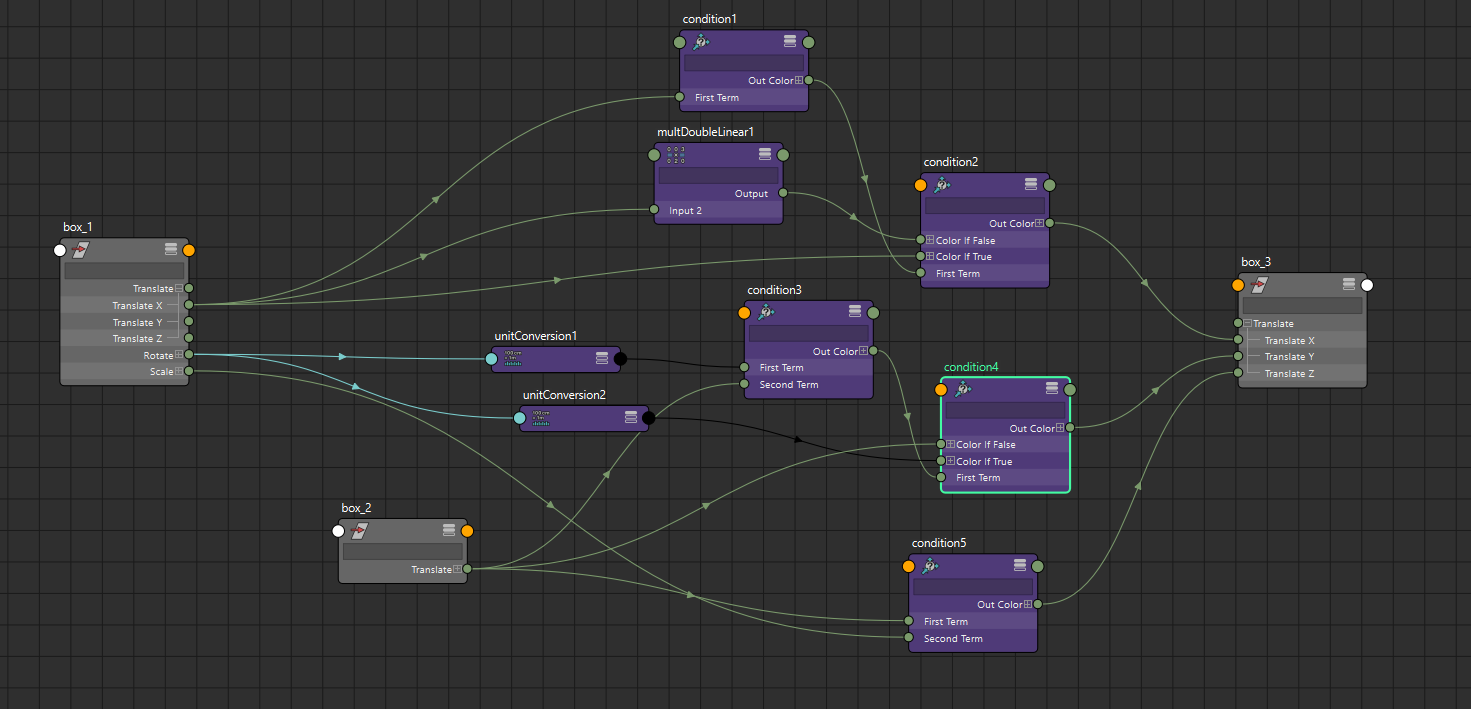 condition1
Out Color
First Term
multDoubleLinear1
Output
Input 2
condition2
Out Color
Color If False
Color If True
First Term
box_1
Translate
Translate X
Translate Y
Translate Z
Rotate
Scale
box_3
Translate
Translate X
Translate Y
Translate Z
condition3
Out Color
First Term
Second Term
unitConversion1
unitConversion2
condition4
Out Color
Color If False
Color If True
First Term
box_2
Translate
condition5
Out Color
First Term
Second Term